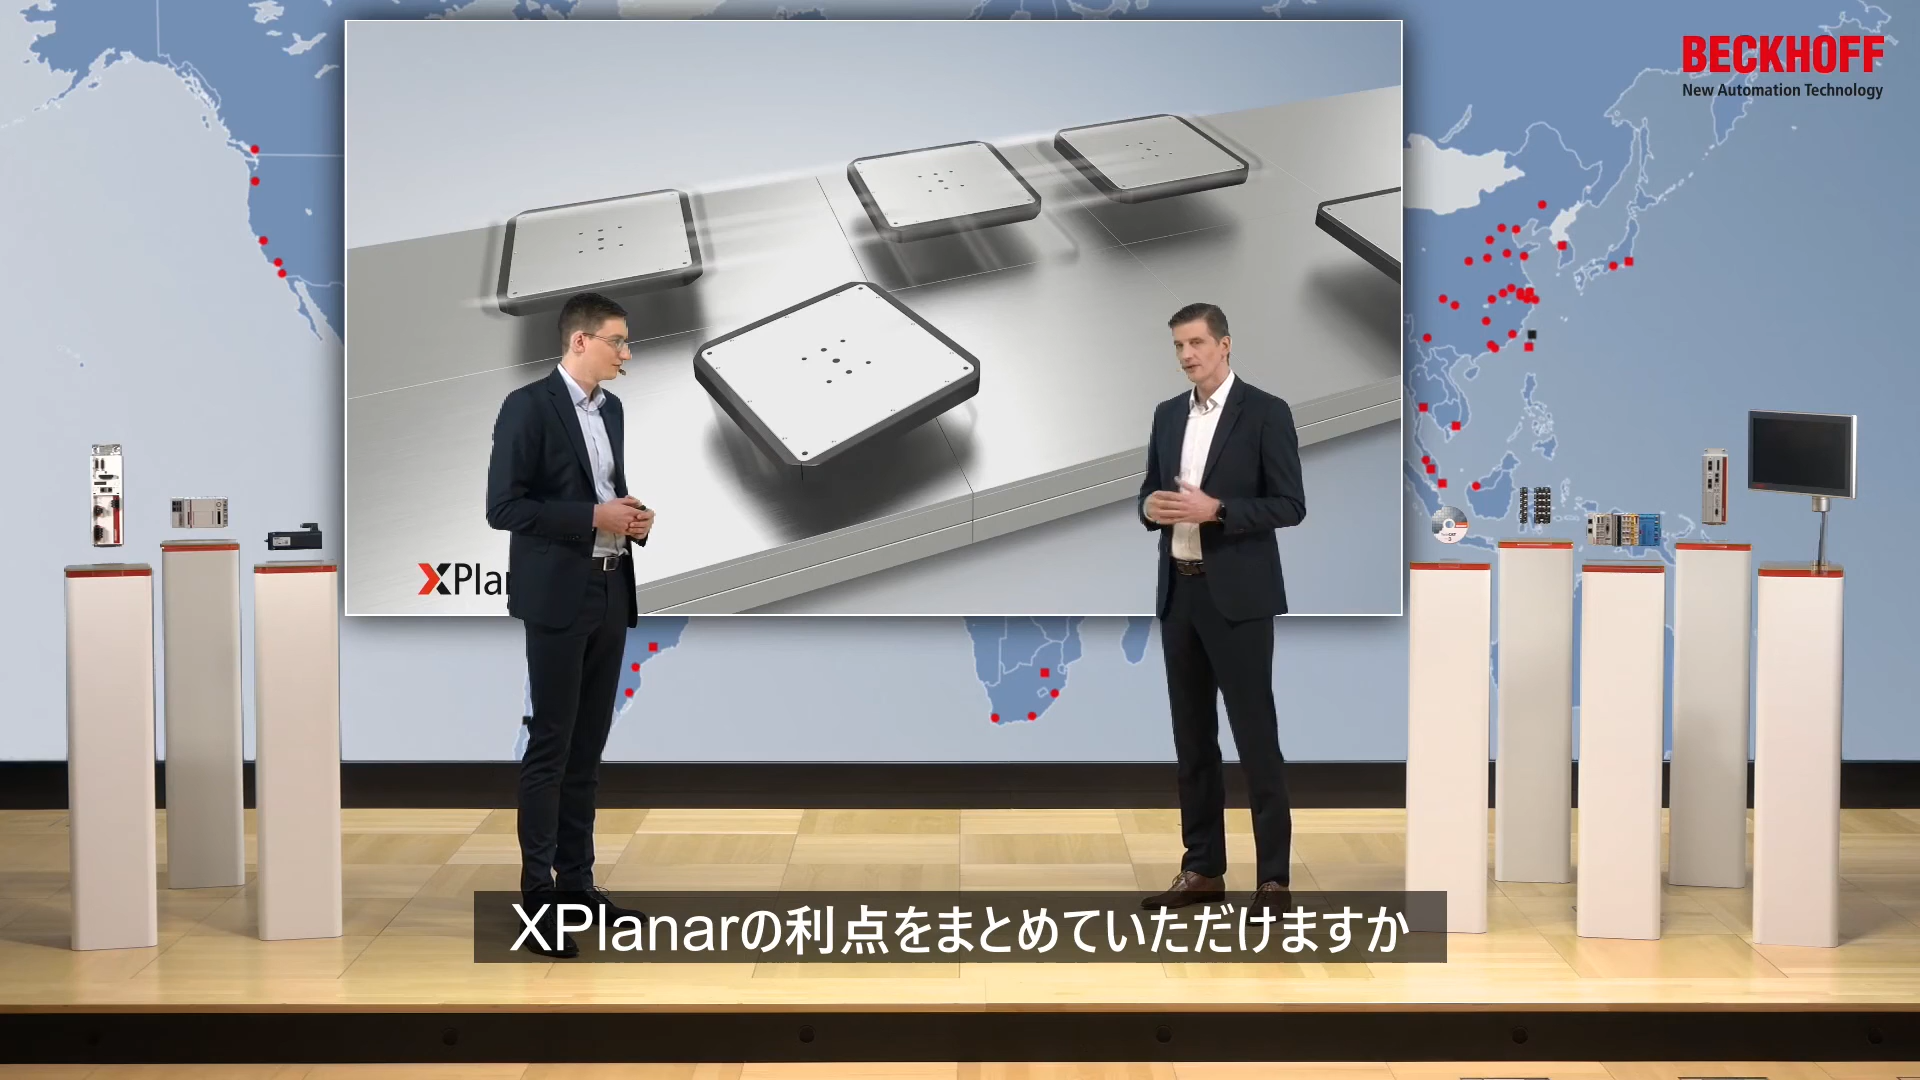 BECKHOFF
New Automation Technology
XPlan
XPlanarの利点をまとめていただけますか